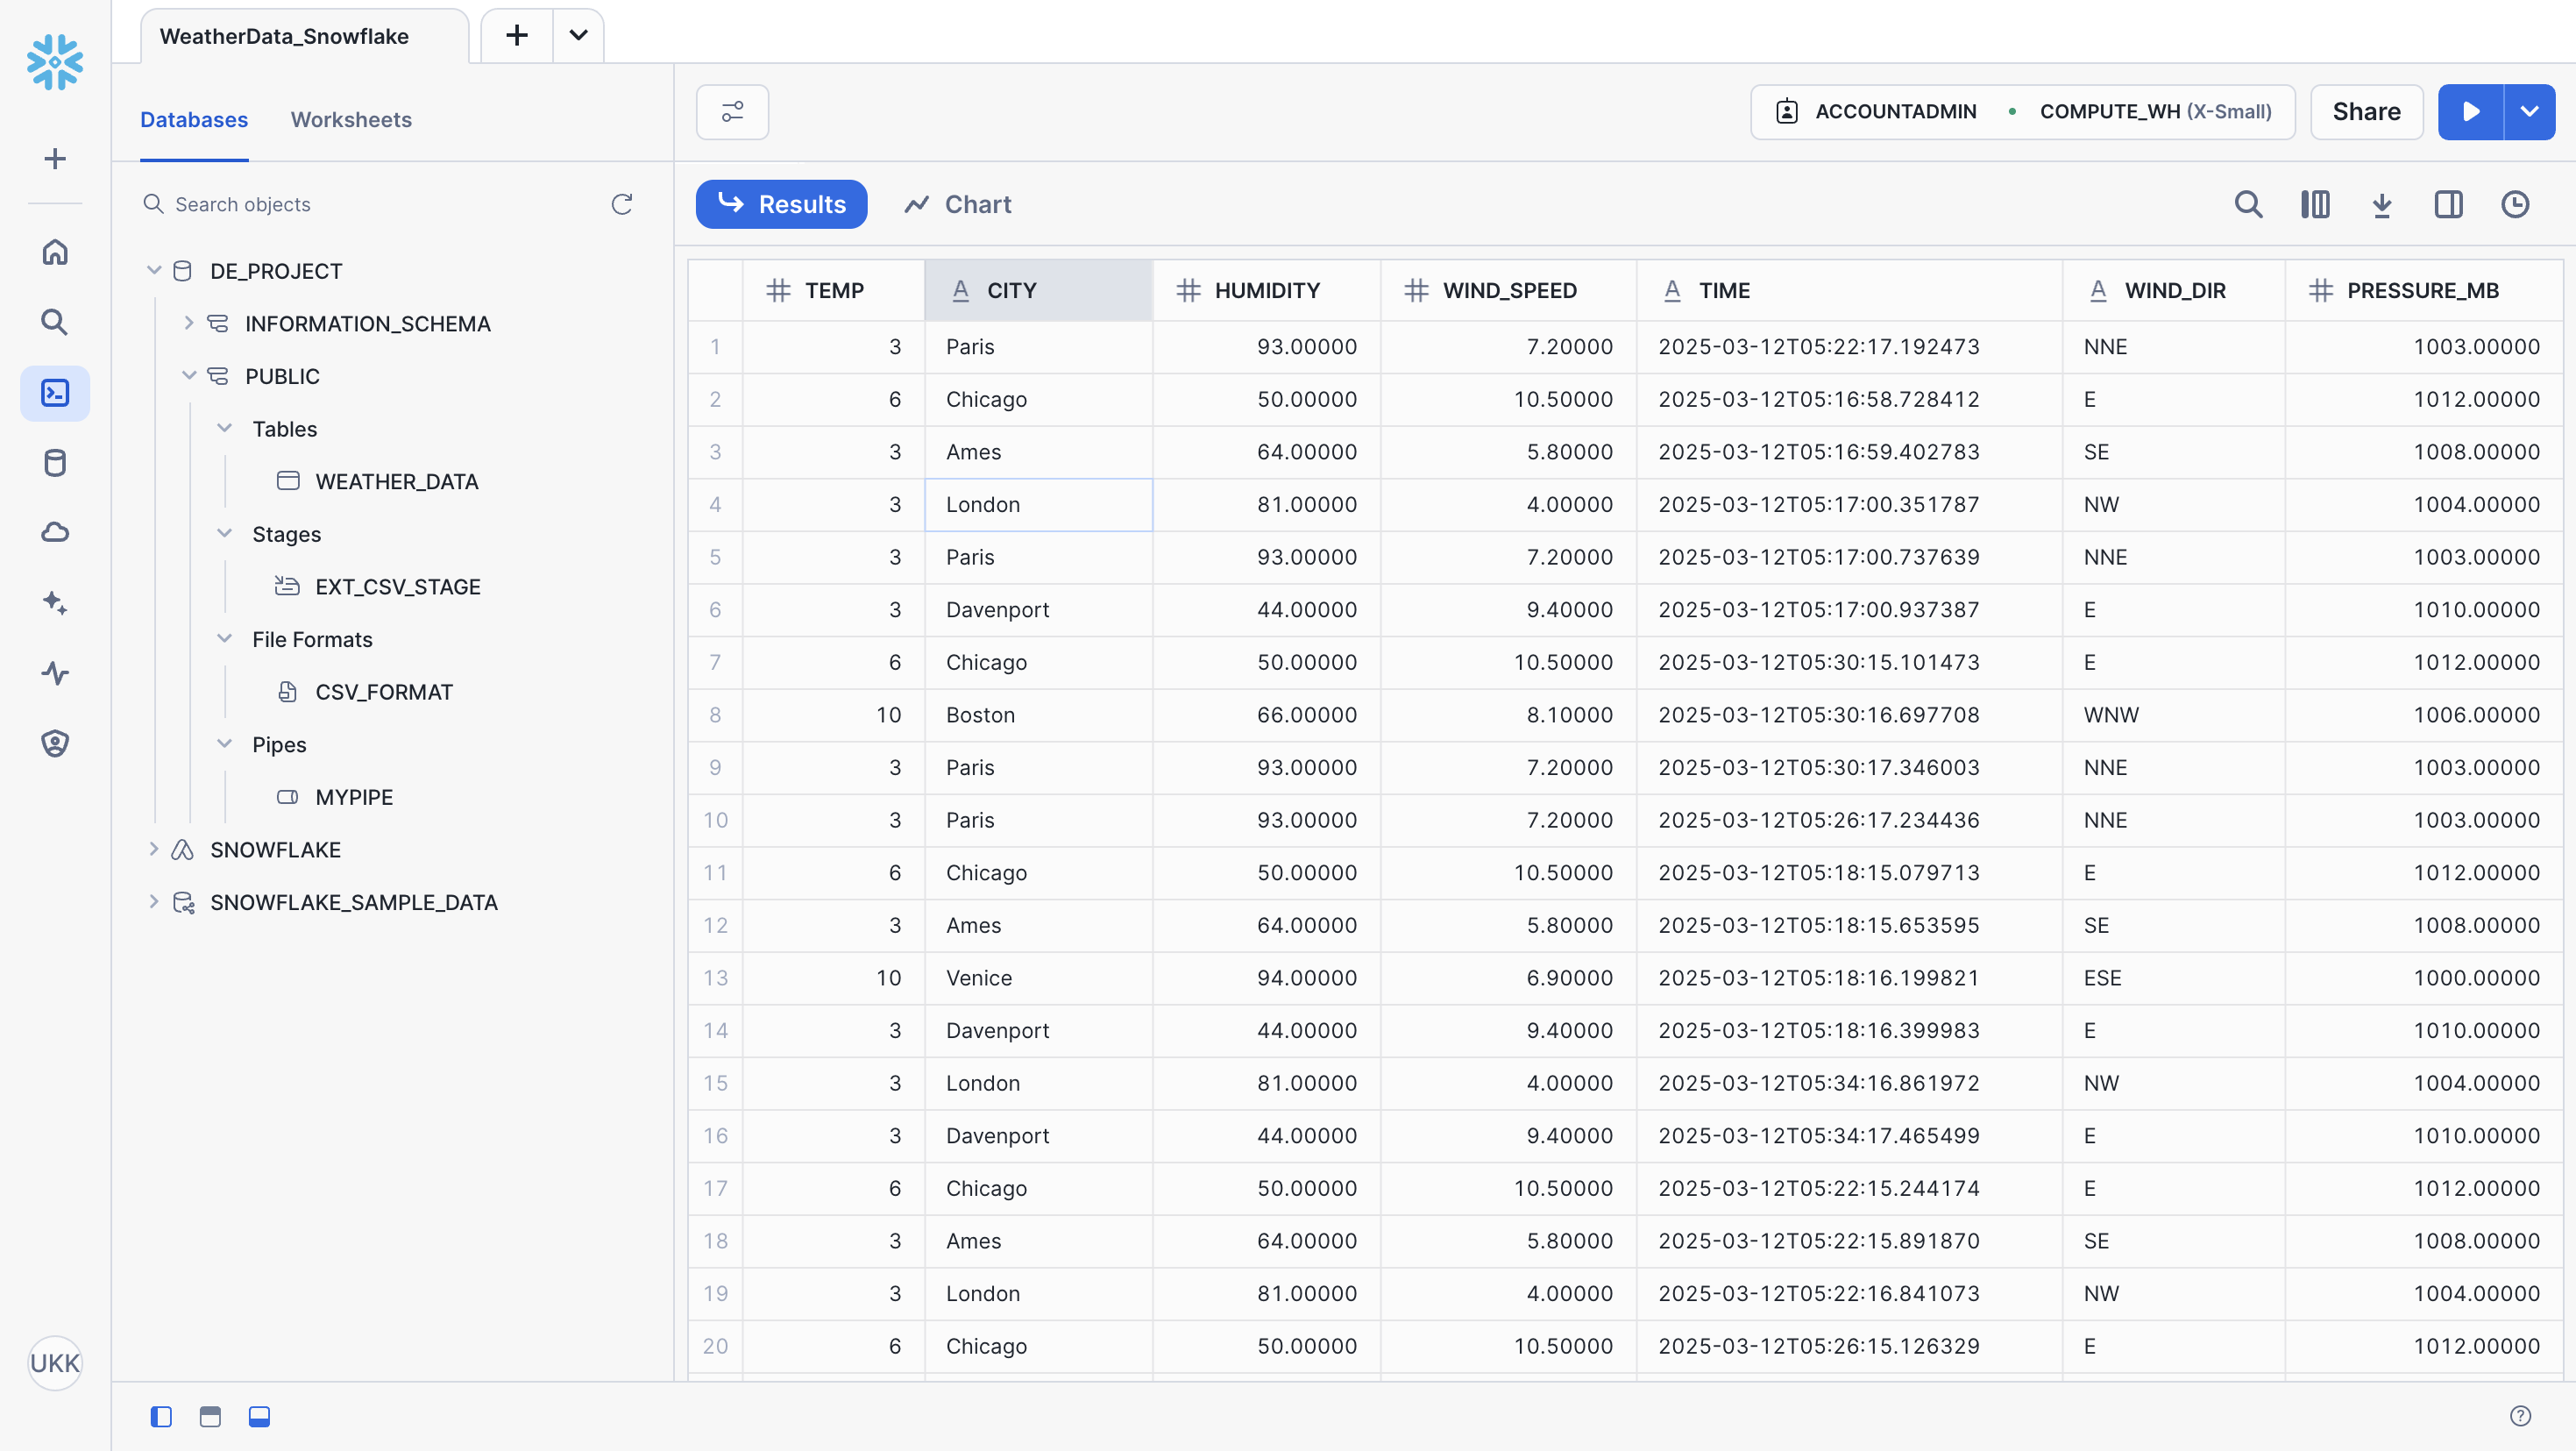 WeatherData_Snowflake
Databases Worksheets
ACCOUNTADMIN • COMPUTE_WH (X-Small) Share
Search objects
Results Chart
DE_PROJECT
INFORMATION_SCHEMA
PUBLIC
Tables
WEATHER_DATA
Stages
EXT_CSV_STAGE
File Formats
CSV_FORMAT
Pipes
MYPIPE
SNOWFLAKE
SNOWFLAKE_SAMPLE_DATA
UKK
TEMP CITY HUMIDITY WIND_SPEED TIME WIND_DIR PRESSURE_MB
1 3 Paris 93.00000 7.20000 2025-03-12T05:22:17.192473 NNE 1003.00000
2 6 Chicago 50.00000 10.50000 2025-03-12T05:16:58.728412 E 1012.00000
3 3 Ames 64.00000 5.80000 2025-03-12T05:16:59.402783 SE 1008.00000
4 3 London 81.00000 4.00000 2025-03-12T05:17:00.351787 NW 1004.00000
5 3 Paris 93.00000 7.20000 2025-03-12T05:17:00.737639 NNE 1003.00000
6 3 Davenport 44.00000 9.40000 2025-03-12T05:17:00.937387 E 1010.00000
7 6 Chicago 50.00000 10.50000 2025-03-12T05:30:15.101473 E 1012.00000
8 10 Boston 66.00000 8.10000 2025-03-12T05:30:16.697708 WNW 1006.00000
9 3 Paris 93.00000 7.20000 2025-03-12T05:30:17.346003 NNE 1003.00000
10 3 Paris 93.00000 7.20000 2025-03-12T05:26:17.234436 NNE 1003.00000
11 6 Chicago 50.00000 10.50000 2025-03-12T05:18:15.079713 E 1012.00000
12 3 Ames 64.00000 5.80000 2025-03-12T05:18:15.653595 SE 1008.00000
13 10 Venice 94.00000 6.90000 2025-03-12T05:18:16.199821 ESE 1000.00000
14 3 Davenport 44.00000 9.40000 2025-03-12T05:18:16.399983 E 1010.00000
15 3 London 81.00000 4.00000 2025-03-12T05:34:16.861972 NW 1004.00000
16 3 Davenport 44.00000 9.40000 2025-03-12T05:34:17.465499 E 1010.00000
17 6 Chicago 50.00000 10.50000 2025-03-12T05:22:15.244174 E 1012.00000
18 3 Ames 64.00000 5.80000 2025-03-12T05:22:15.891870 SE 1008.00000
19 3 London 81.00000 4.00000 2025-03-12T05:22:16.841073 NW 1004.00000
20 6 Chicago 50.00000 10.50000 2025-03-12T05:26:15.126329 E 1012.00000